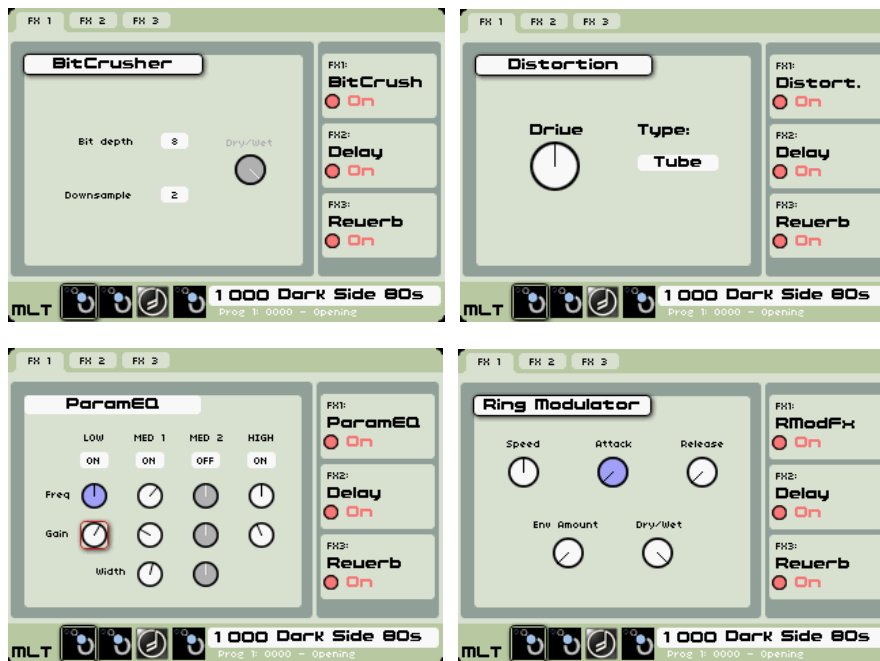 FX 1 FX 2 FX 3
BitCrusher
Bit depth 8 Dry/Wet
Downsample 2
FX1:
BitCrush
On
FX2:
Delay
On
FX3:
Reverb
On
MLT 1 000 Dark Side 80s
Prog 1: 0000 - Opening
FX 1 FX 2 FX 3
Distortion
Drive Type:
Tube
FX1:
Distort.
On
FX2:
Delay
On
FX3:
Reverb
On
MLT 1 000 Dark Side 80s
Prog 1: 0000 - Opening
FX 1 FX 2 FX 3
ParamEQ
LOW MED 1 MED 2 HIGH
ON ON OFF ON
Freq
Gain
Width
FX1:
ParamEQ
On
FX2:
Delay
On
FX3:
Reverb
On
MLT 1 000 Dark Side 80s
Prog 1: 0000 - Opening
FX 1 FX 2 FX 3
Ring Modulator
Speed Attack Release
Env Amount Dry/Wet
FX1:
RModFx
On
FX2:
Delay
On
FX3:
Reverb
On
MLT 1 000 Dark Side 80s
Prog 1: 0000 - Opening